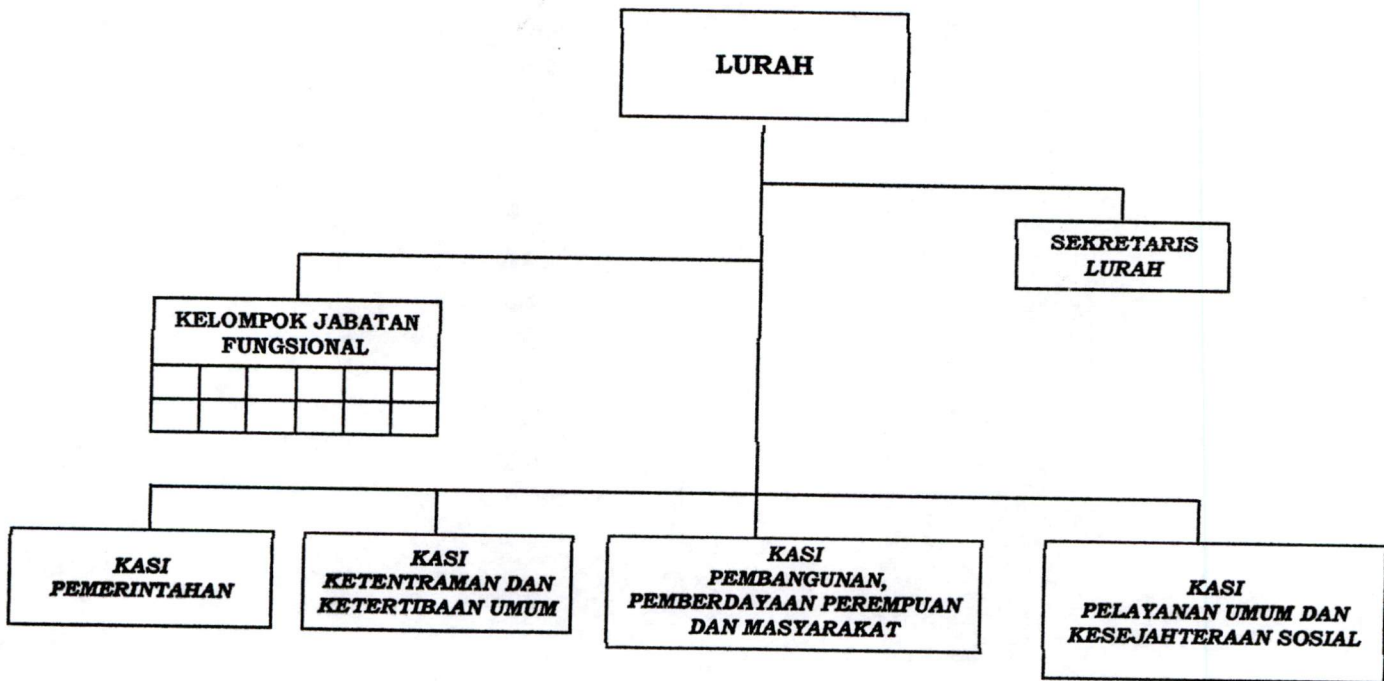 LURAH
SEKRETARIS
LURAH
KELOMPOK JABATAN
FUNGSIONAL
KASI
PEMERINTAHAN
KASI
KETENTRAMAN DAN
KETERTIBAAN UMUM
KASI
PEMBANGUNAN,
PEMBERDAYAAN PEREMPUAN
DAN MASYARAKAT
KASI
PELAYANAN UMUM DAN
KESEJAHTERAAN SOSIAL